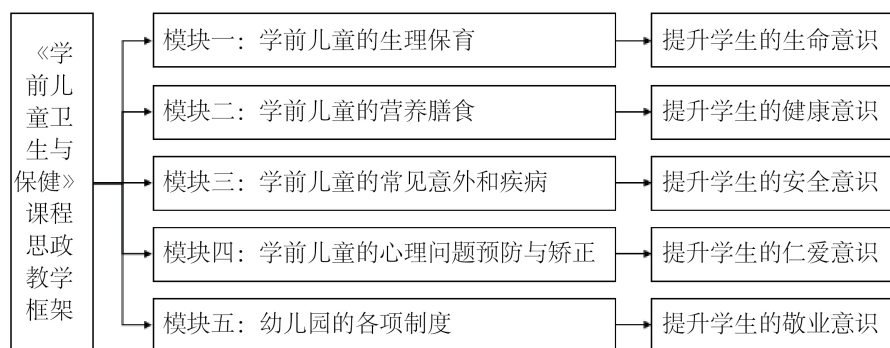 《学
前儿
童卫
生与
保健》
课程
思政
教学
框架
模块一：学前儿童的生理保育
提升学生的生命意识
模块二：学前儿童的营养膳食
提升学生的健康意识
模块三：学前儿童的常见意外和疾病
提升学生的安全意识
模块四：学前儿童的心理问题预防与矫正
提升学生的仁爱意识
模块五：幼儿园的各项制度
提升学生的敬业意识